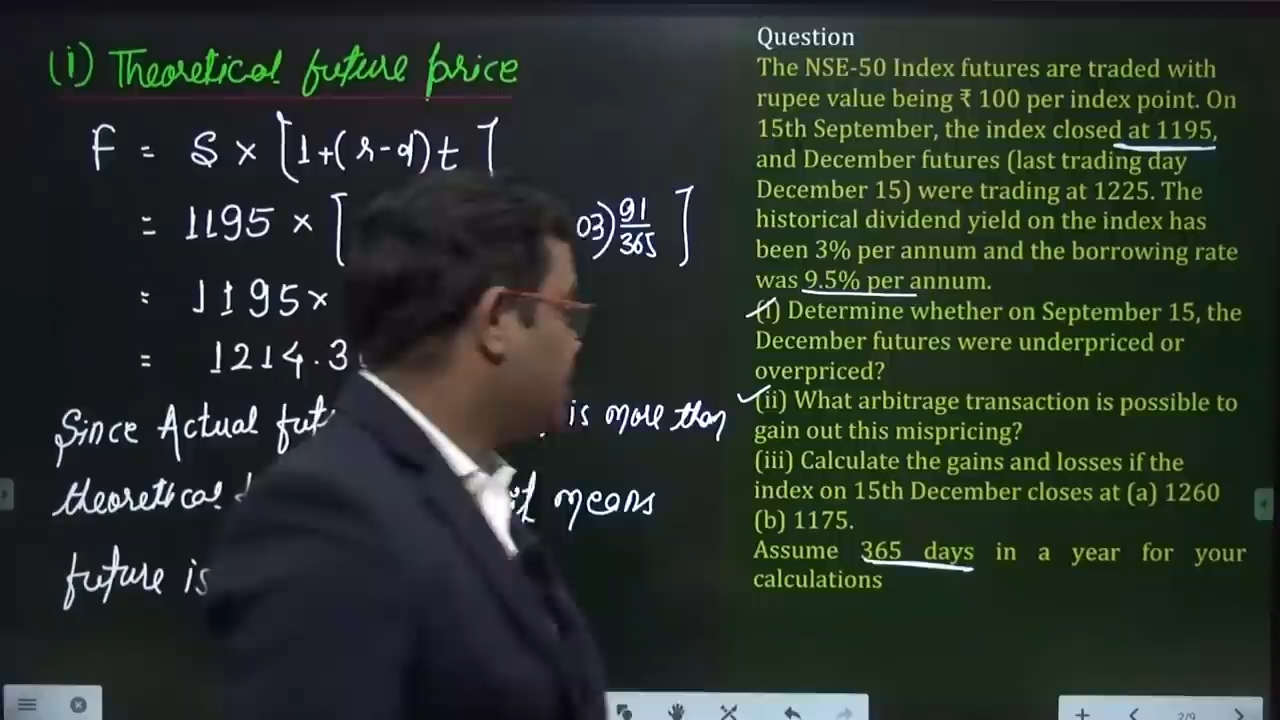 (i) Theoretical future price
F = S × [1+(r-d)t]
= 1195 × [ 03) 91/365 ]
= 1195×
= 1214.3
Since Actual is more than
theoretical means
future is
Question
The NSE-50 Index futures are traded with
rupee value being ₹ 100 per index point. On
15th September, the index closed at 1195,
and December futures (last trading day
December 15) were trading at 1225. The
historical dividend yield on the index has
been 3% per annum and the borrowing rate
was 9.5% per annum.
(i) Determine whether on September 15, the
December futures were underpriced or
overpriced?
(ii) What arbitrage transaction is possible to
gain out this mispricing?
(iii) Calculate the gains and losses if the
index on 15th December closes at (a) 1260
(b) 1175.
Assume 365 days in a year for your
calculations
2/9